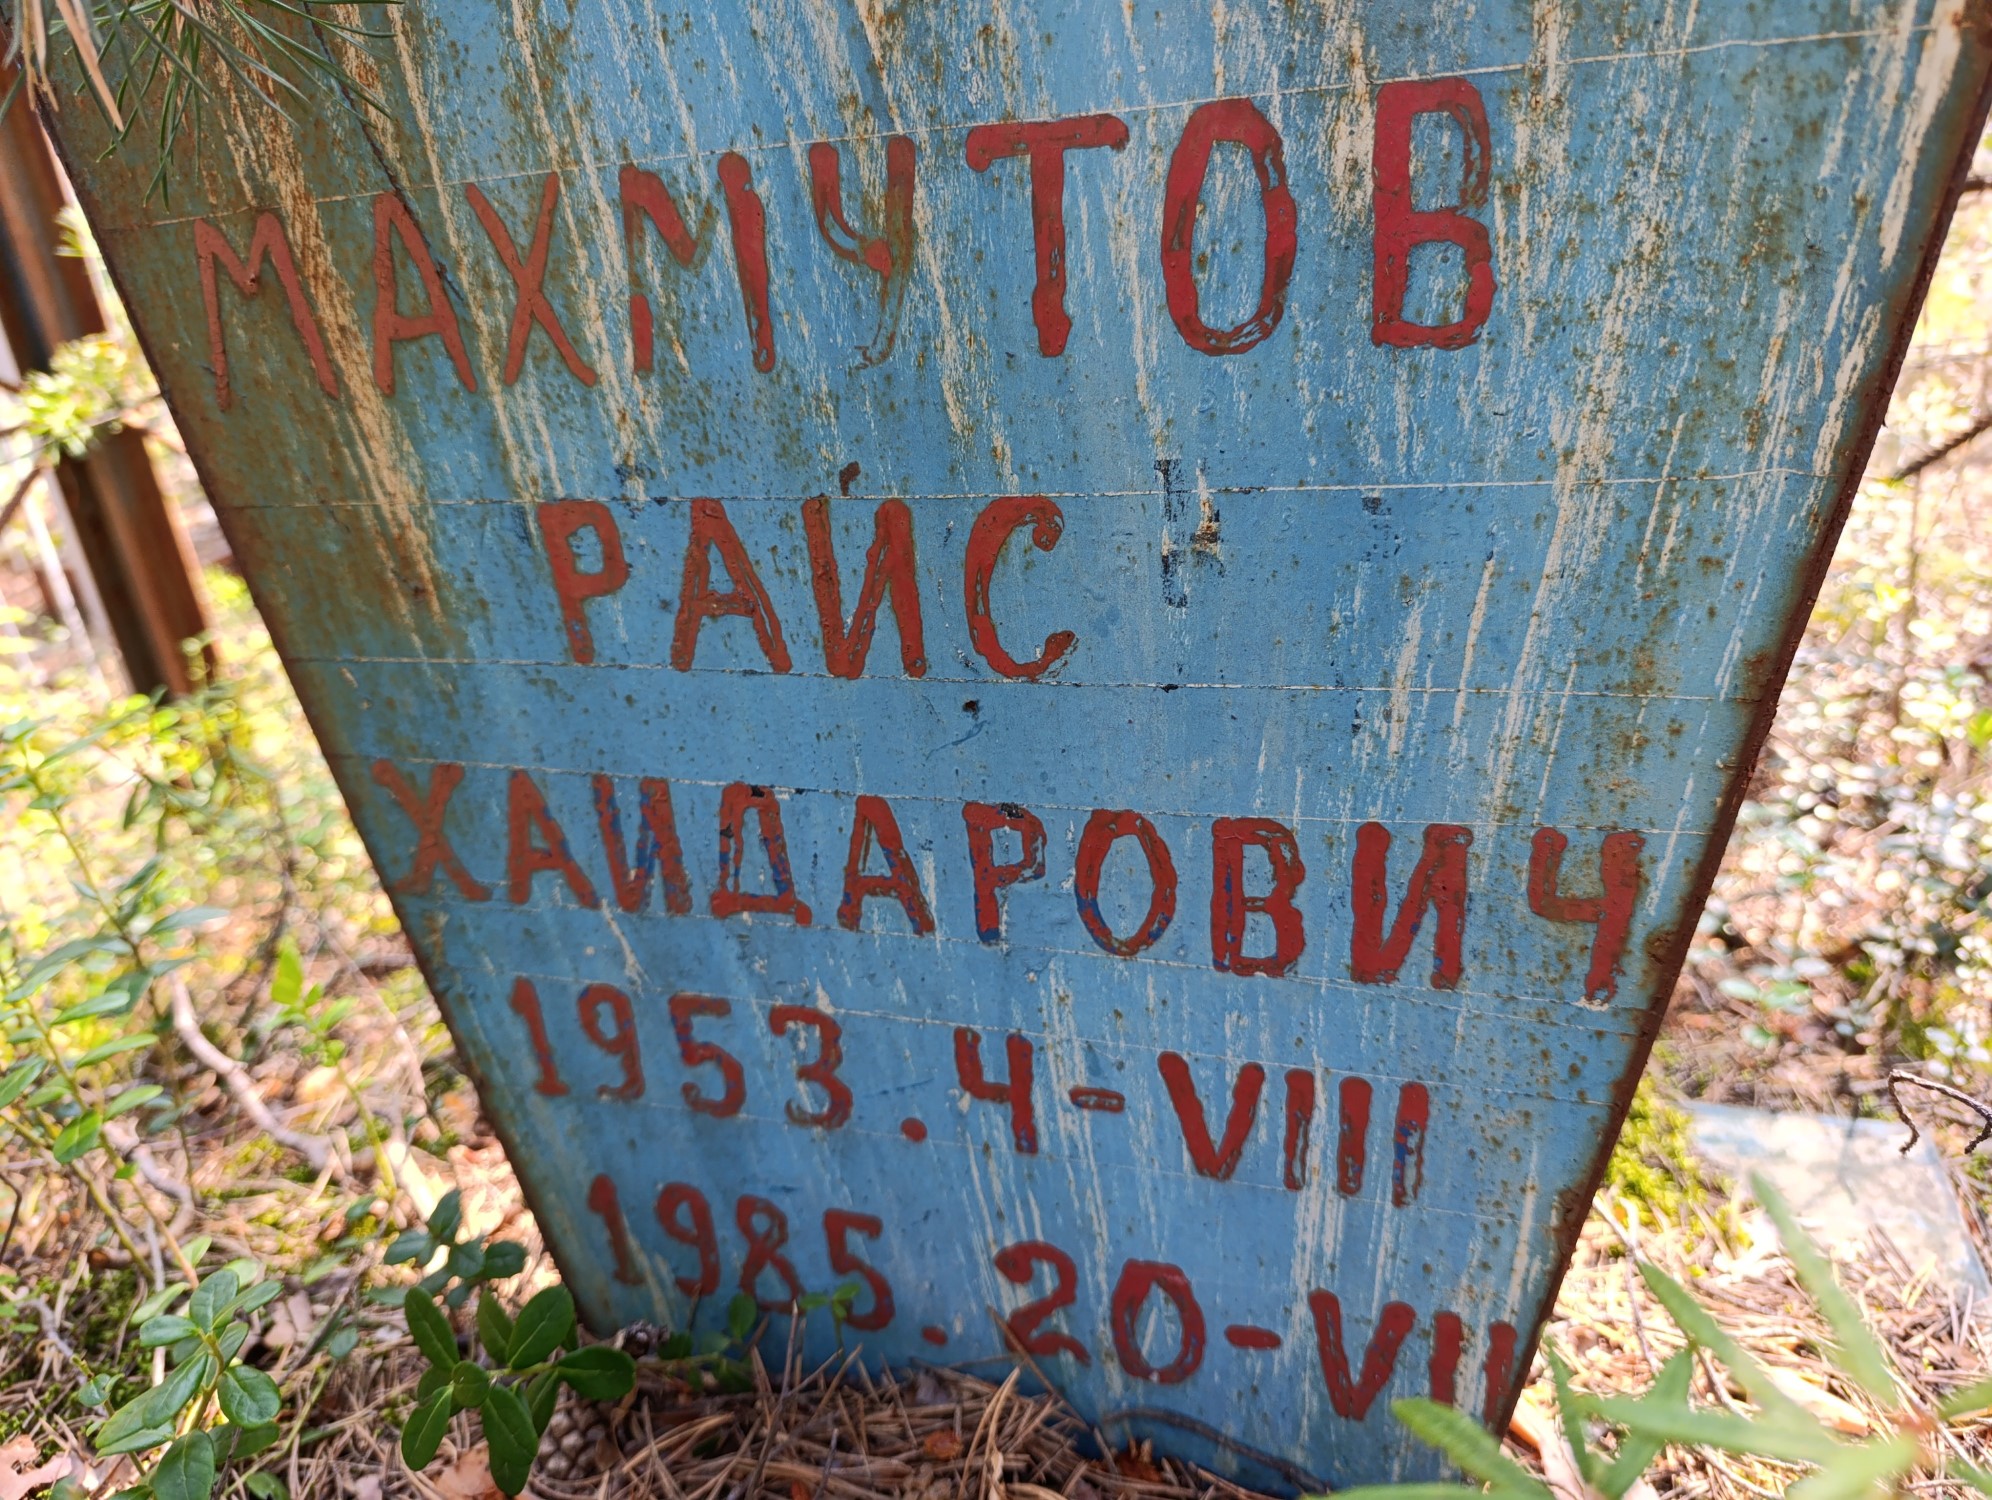 МАХМУТОВ
РАЙС
ХАИДАРОВИЧ
1953.4-VIII
1985.20-VII